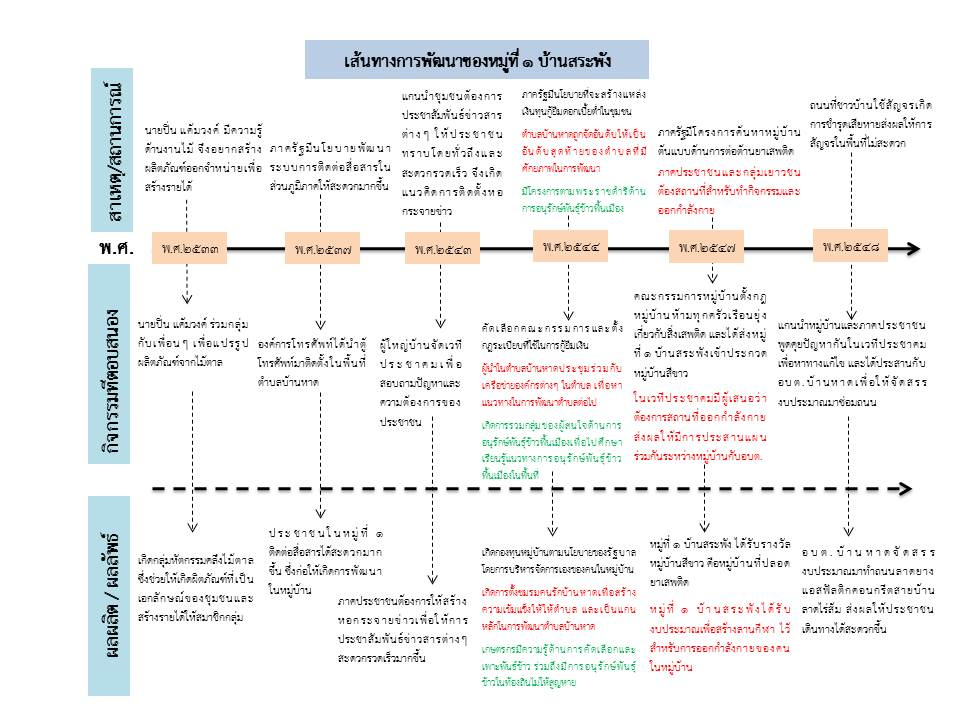 เส้นทางการพัฒนาของหมู่ที่ ๑ บ้านสระพัง
สาเหตุ/สถานการณ์
นายปิ่น แต้มวงค์ มีความรู้
ด้านงานไม้ จึงอยากสร้าง
ผลิตภัณฑ์ออกจำหน่ายเพื่อ
สร้างรายได้
ภาครัฐมีนโยบายพัฒนา
ระบบการติดต่อสื่อสารใน
ส่วนภูมิภาคให้สะดวกมากขึ้น
แกนนำชุมชนต้องการ
ประชาสัมพันธ์ข่าวสาร
ต่างๆ ให้ประชาชน
ทราบโดยทั่วถึงและ
สะดวกรวดเร็ว จึงเกิด
แนวคิดการติดตั้งหอ
กระจายข่าว
ภาครัฐมีนโยบายที่จะสร้างแหล่ง
เงินทุนกู้ยืมดอกเบี้ยต่ำในชุมชน
ตำบลบ้านหาดถูกจัดอันดับให้เป็น
อันดับสุดท้ายของตำบลที่มี
ศักยภาพในการพัฒนา
มีโครงการตามพระราชดำริด้าน
การอนุรักษ์พันธุ์ข้าวพื้นเมือง
ภาครัฐมีโครงการค้นหาหมู่บ้าน
ต้นแบบด้านการต่อต้านยาเสพติด
ภาคประชาชนและกลุ่มเยาวชน
ต้องสถานที่สำหรับทำกิจกรรมและ
ออกกำลังกาย
ถนนที่ชาวบ้านใช้สัญจรเกิด
การชำรุดเสียหายส่งผลให้การ
สัญจรในพื้นที่ไม่สะดวก
พ.ศ.
พ.ศ.๒๕๓๓
พ.ศ.๒๕๓๗
พ.ศ.๒๕๔๓
พ.ศ.๒๕๔๔
พ.ศ.๒๕๔๗
พ.ศ.๒๕๔๘
กิจกรรมที่ตอบสนอง
นายปิ่น แต้มวงค์ ร่วมกลุ่ม
กับเพื่อนๆ เพื่อแปรรูป
ผลิตภัณฑ์จากไม้ตาล
องค์การโทรศัพท์ได้นำตู้
โทรศัพท์มาติดตั้งในพื้นที่
ตำบลบ้านหาด
ผู้ใหญ่บ้านจัดเวที
ประชาคมเพื่อ
สอบถามปัญหาและ
ความต้องการของ
ประชาชน
คัดเลือกคณะกรรมการและตั้ง
กฎระเบียบที่ใช้ในการกู้ยืมเงิน
ผู้นำในตำบลบ้านหาดประชุมร่วมกับ
เครือข่ายองค์กรต่างๆ ในตำบล เพื่อหา
แนวทางในการพัฒนาตำบลต่อไป
เกิดการรวมกลุ่มของผู้สนใจด้านการ
อนุรักษ์พันธุ์ข้าวพื้นเมืองเพื่อไปศึกษา
เรียนรู้แนวทางการอนุรักษ์พันธุ์ข้าว
พื้นเมืองในพื้นที่
คณะกรรมการหมู่บ้านตั้งกฎ
หมู่บ้านห้ามทุกครัวเรือนยุ่ง
เกี่ยวกับสิ่งเสพติด และได้ส่งหมู่
ที่ ๑ บ้านสระพังเข้าประกวด
หมู่บ้านสีขาว
ในเวทีประชาคมมีผู้เสนอว่า
ต้องการสถานที่ออกกำลังกาย
ส่งผลให้มีการประสานแผน
ร่วมกันระหว่างหมู่บ้านกับอบต.
แกนนำหมู่บ้านและภาคประชาชน
พูดคุยปัญหากันในเวทีประชาคม
เพื่อหาทางแก้ไข และได้ประสานกับ
อบต.บ้านหาดเพื่อให้จัดสรร
งบประมาณมาซ่อมถนน
ผลผลิต / ผลลัพธ์
เกิดกลุ่มหัตกรรมคลึงไม้ตาล
ซึ่งช่วยให้เกิดผิตภัณฑ์ที่เป็น
เอกลักษณ์ของชุมชนและ
สร้างรายได้ให้สมาชิกกลุ่ม
ประชาชนในหมู่ที่ ๑
ติดต่อสื่อสารได้สะดวกมาก
ขึ้น ซึ่งก่อให้เกิดการพัฒนา
ในหมู่บ้าน
ภาคประชาชนต้องการให้สร้าง
หอกระจายข่าวเพื่อให้การ
ประชาสัมพันธ์ข่าวสารต่างๆ
สะดวกรวดเร็วมากขึ้น
เกิดกองทุนหมู่บ้านตามนโยบายของรัฐบาล
โดยการบริหารจัดการเองของคนในหมู่บ้าน
เกิดการตั้งชมรมคนรักบ้านหาดเพื่อสร้าง
ความเข้มแข็งให้ให้ตำบล และเป็นแกน
หลักในการพัฒนาตำบลบ้านหาด
เกษตรกรมีความรู้ด้านการคัดเลือกและ
เพาะพันธุ์ข้าว ร่วมถึงมีการอนุรักษ์พันธุ์
ข้าวในท้องถิ่นไม่ให้สูญหาย
หมู่ที่ ๑ บ้านสระพัง ได้รับรางวัล
หมู่บ้านสีขาว คือหมู่บ้านที่ปลอด
ยาเสพติด
หมู่ที่ ๑ บ้านสระพังได้รับ
งบประมาณเพื่อสร้างลานกีฬา ไว้
สำหรับการออกกำลังกายของคน
ในหมู่บ้าน
อบต.บ้านหาดจัดสรร
งบประมาณมาทำถนนลาดยาง
แอสฟัลติกคอนกรีตสายบ้าน
ลาดไร่ส้ม ส่งผลให้ประชาชน
เดินทางได้สะดวกขึ้น